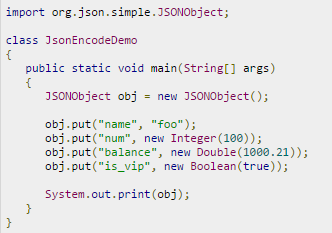 import org.json.simple.JSONObject;
class JsonEncodeDemo
{
   public static void main(String[] args)
   {
      JSONObject obj = new JSONObject();
      obj.put("name", "foo");
      obj.put("num", new Integer(100));
      obj.put("balance", new Double(1000.21));
      obj.put("is_vip", new Boolean(true));
      System.out.print(obj);
   }
}